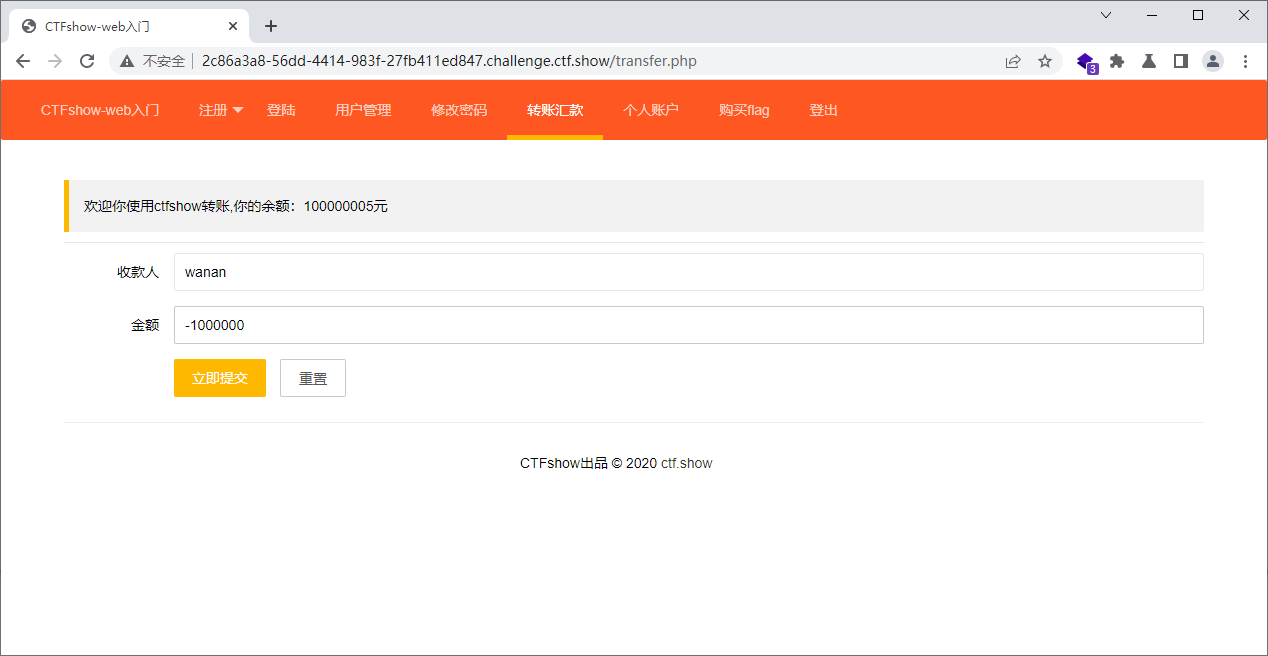 CTFshow-web入门
不安全 2c86a3a8-56dd-4414-983f-27fb411ed847.challenge.ctf.show/transfer.php
3
CTFshow-web入门 注册 登陆 用户管理 修改密码 转账汇款 个人账户 购买flag 登出
欢迎你使用ctfshow转账,你的余额：100000005元
收款人 wanan
金额 -1000000
立即提交 重置
CTFshow出品 © 2020 ctf.show